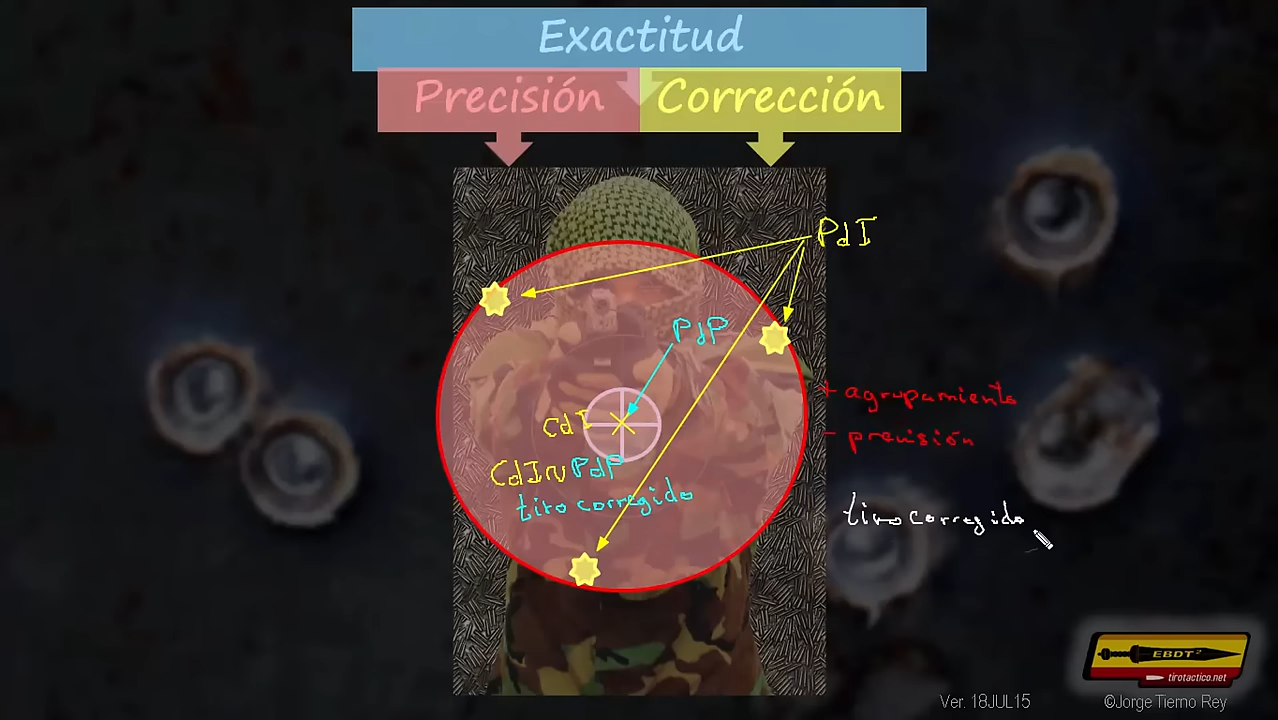 Exactitud
Precisión Corrección
PdI
PdP
+ agrupamiento
CdI
- precisión
CdI ∩ PdP
tiro corregido
tiro corregido
EBDT²
tirotactico.net
Ver. 18JUL15 ©Jorge Tierno Rey